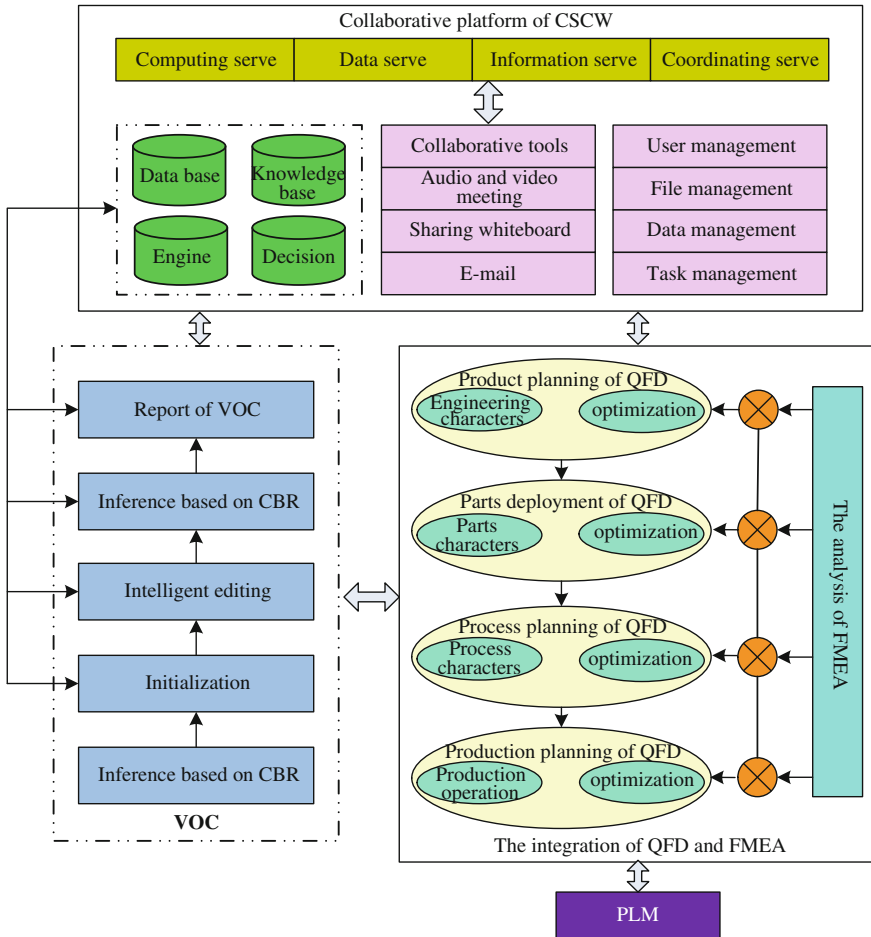 Collaborative platform of CSCW
Computing serve
Data serve
Information serve
Coordinating serve
Data base
Knowledge
base
Engine
Decision
Collaborative tools
Audio and video
meeting
Sharing whiteboard
E-mail
User management
File management
Data management
Task management
Report of VOC
Inference based on CBR
Intelligent editing
Initialization
Inference based on CBR
VOC
Product planning of QFD
Engineering
characters
optimization
Parts deployment of QFD
Parts
characters
optimization
Process planning of QFD
Process
characters
optimization
Production planning of QFD
Production
operation
optimization
The analysis of FMEA
The integration of QFD and FMEA
PLM